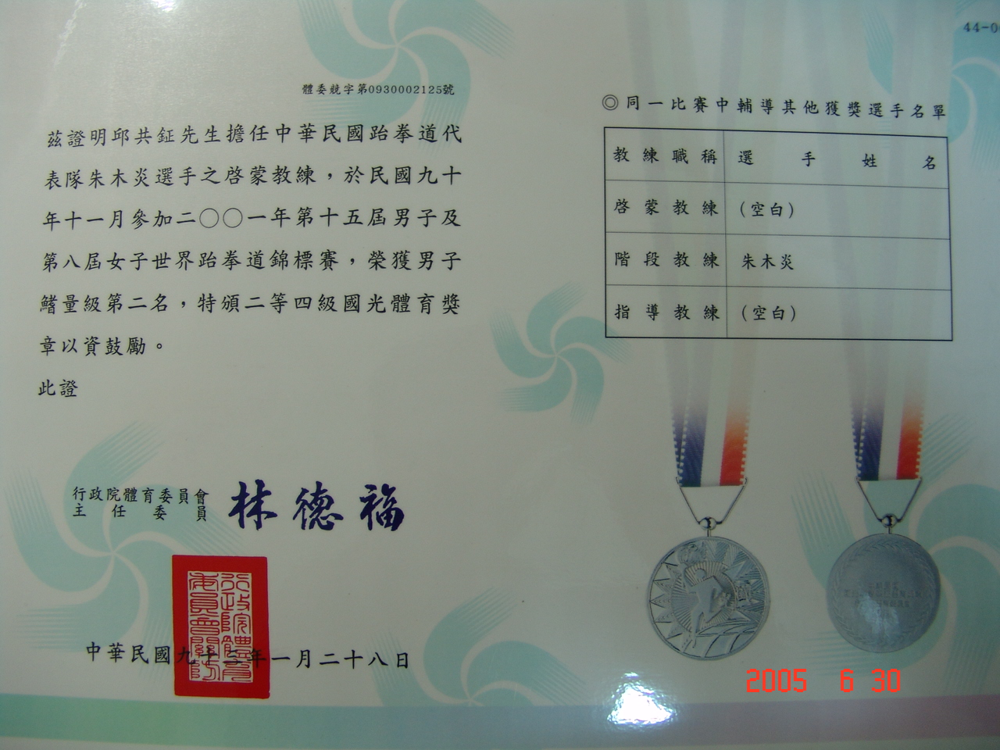 44-0
體委競字第0930002125號
茲證明邱共鉦先生擔任中華民國跆拳道代
表隊朱木炎選手之啓蒙教練，於民國九十
年十一月參加二〇〇一年第十五屆男子及
第八屆女子世界跆拳道錦標賽，榮獲男子
鰭量級第二名，特頒二等四級國光體育獎
章以資鼓勵。
此證
行政院體育委員會
主任委員
林德福
行政院體育
委員會關防
中華民國九十三年一月二十八日
◎同一比賽中輔導其他獲獎選手名單
教練職稱 選手姓名
啓蒙教練 (空白)
階段教練 朱木炎
指導教練 (空白)
2005 6 30